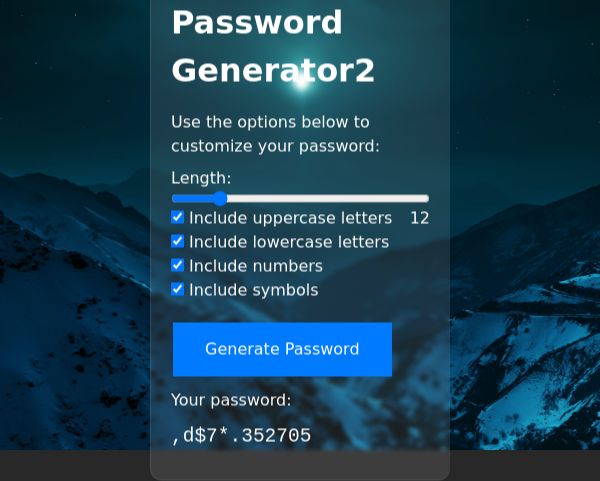 Password
Generator2
Use the options below to
customize your password:
Length:
Include uppercase letters 12
Include lowercase letters
Include numbers
Include symbols
Generate Password
Your password:
,d$7*.352705